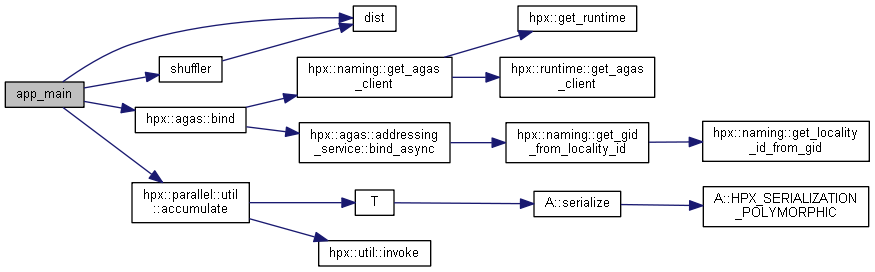 app_main
dist
shuffler
hpx::agas::bind
hpx::parallel::util
::accumulate
hpx::naming::get_agas
_client
hpx::agas::addressing
_service::bind_async
T
hpx::util::invoke
hpx::get_runtime
hpx::runtime::get_agas
_client
hpx::naming::get_gid
_from_locality_id
A::serialize
hpx::naming::get_locality
_id_from_gid
A::HPX_SERIALIZATION
_POLYMORPHIC